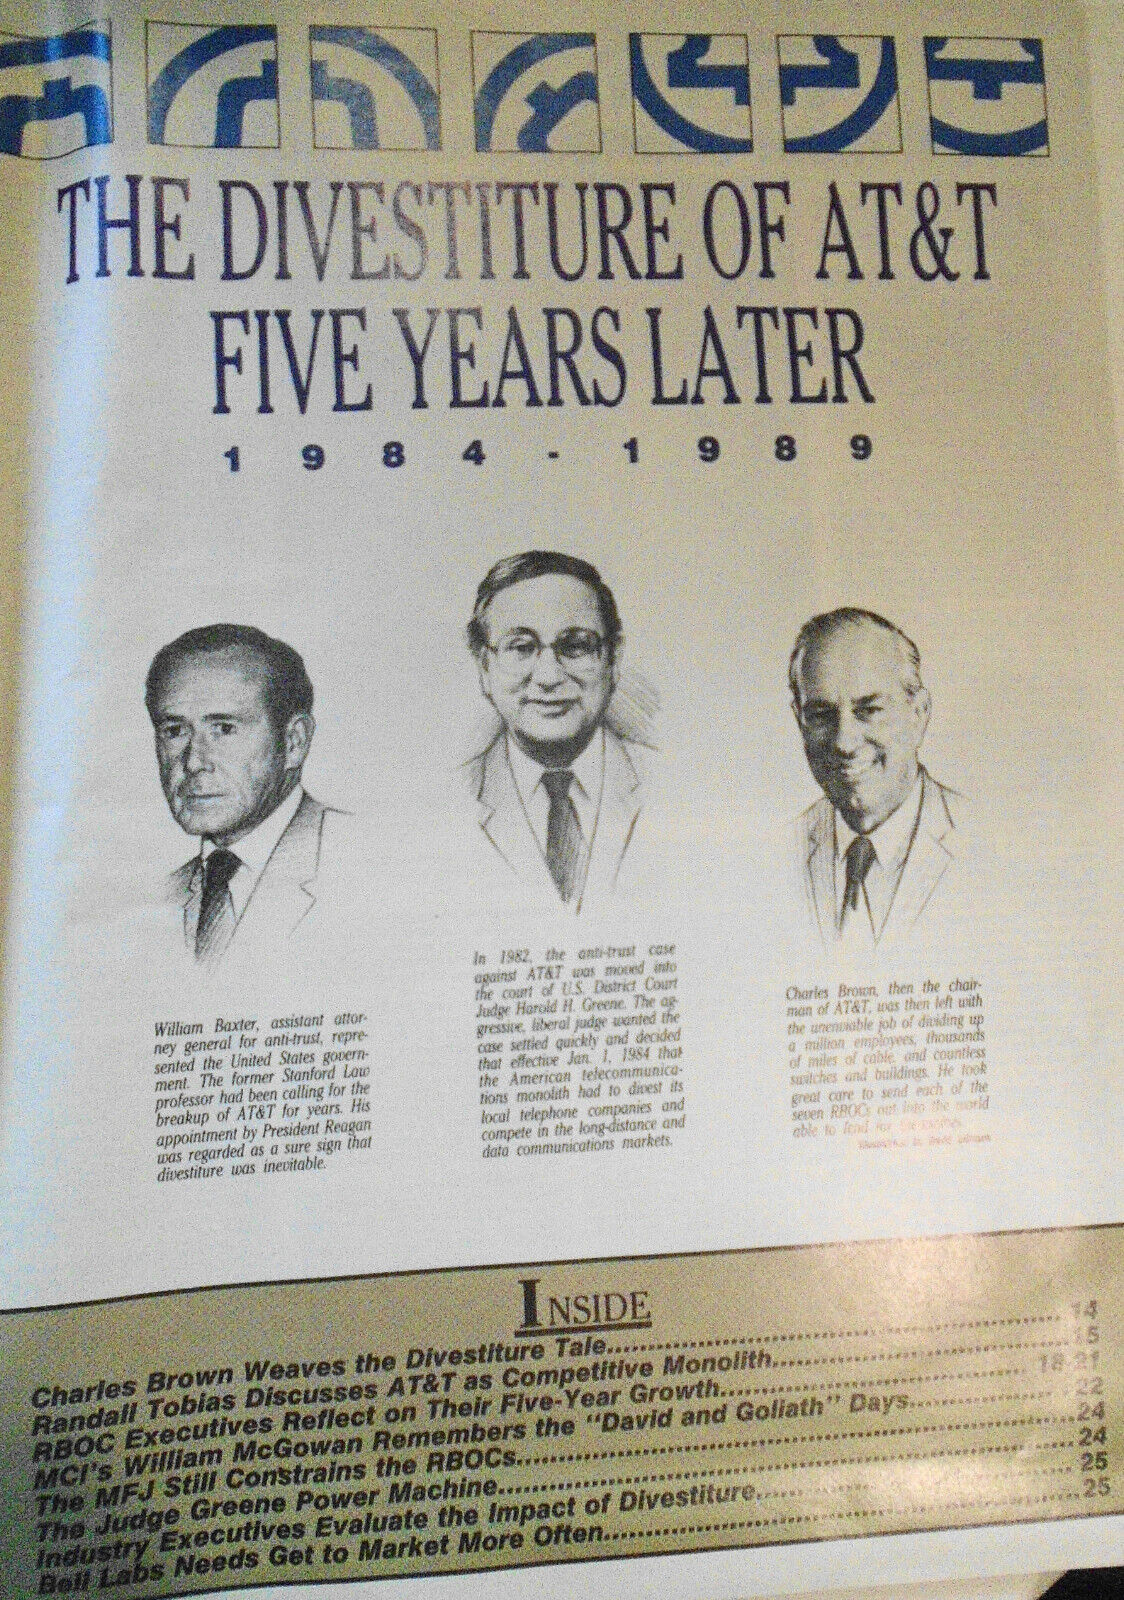 THE DIVESTITURE OF AT&T
FIVE YEARS LATER
1984-1989
William Baxter, assistant attor-
ney general for anti-trust, repre-
sented the United States govern-
ment. The former Stanford Law
professor had been calling for the
breakup of AT&T for years. His
appointment by President Reagan
was regarded as a sure sign that
divestiture was inevitable.
In 1982, the anti-trust case
against AT&T was moved into
the court of U.S. District Court
Judge Harold H. Greene. The ag-
gressive, liberal judge wanted the
case settled quickly and decided
that effective Jan. 1, 1984 that
the American telecommunica-
tions monolith had to divest its
local telephone companies and
compete in the long-distance and
data communications markets.
Charles Brown, then the chair-
man of AT&T, was then left with
the unenviable job of dividing up
a million employees, thousands
of miles of cable, and countless
switches and buildings. He took
great care to send each of the
seven RBOCs out into the world
able to fend for
INSIDE
Charles Brown Weaves the Divestiture Tale 14
Randall Tobias Discusses AT&T as Competitive Monolith 15
RBOC Executives Reflect on Their Five-Year Growth 18-21
MCI's William McGowan Remembers the "David and Goliath" Days 22
The MFJ Still Constrains the RBOCs 24
The Judge Greene Power Machine 24
Industry Executives Evaluate the Impact of Divestiture 25
Bell Labs Needs Get to Market More Often 25